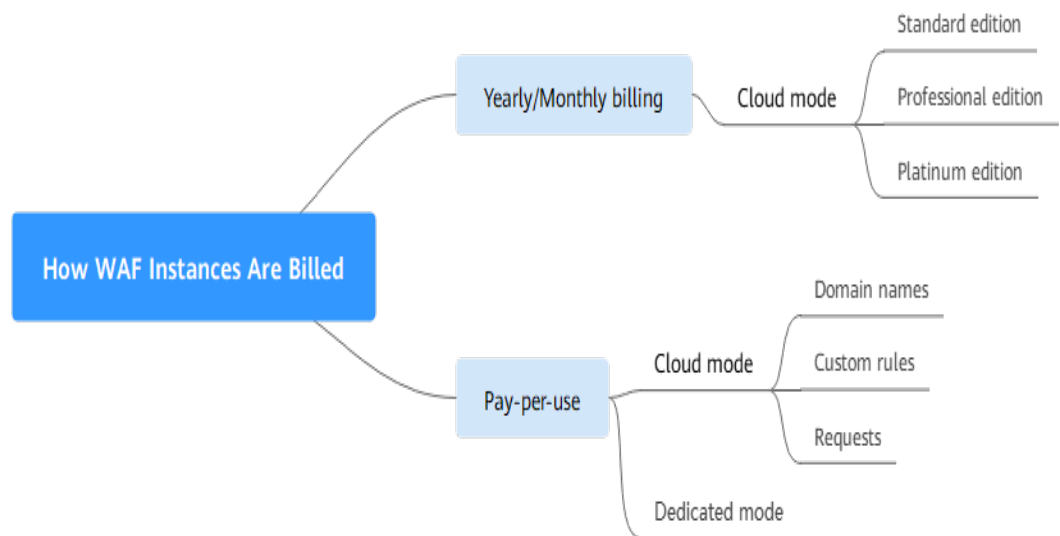 How WAF Instances Are Billed
Yearly/Monthly billing
Cloud mode
Standard edition
Professional edition
Platinum edition
Pay-per-use
Cloud mode
Domain names
Custom rules
Requests
Dedicated mode